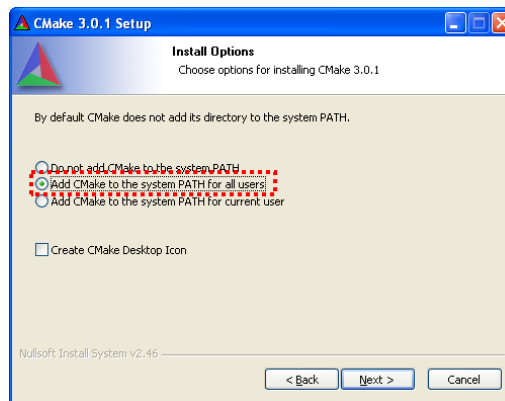 CMake 3.0.1 Setup
Install Options
Choose options for installing CMake 3.0.1
By default CMake does not add its directory to the system PATH.
Do not add CMake to the system PATH
Add CMake to the system PATH for all users
Add CMake to the system PATH for current user
Create CMake Desktop Icon
Nullsoft Install System v2.46
< Back Next > Cancel